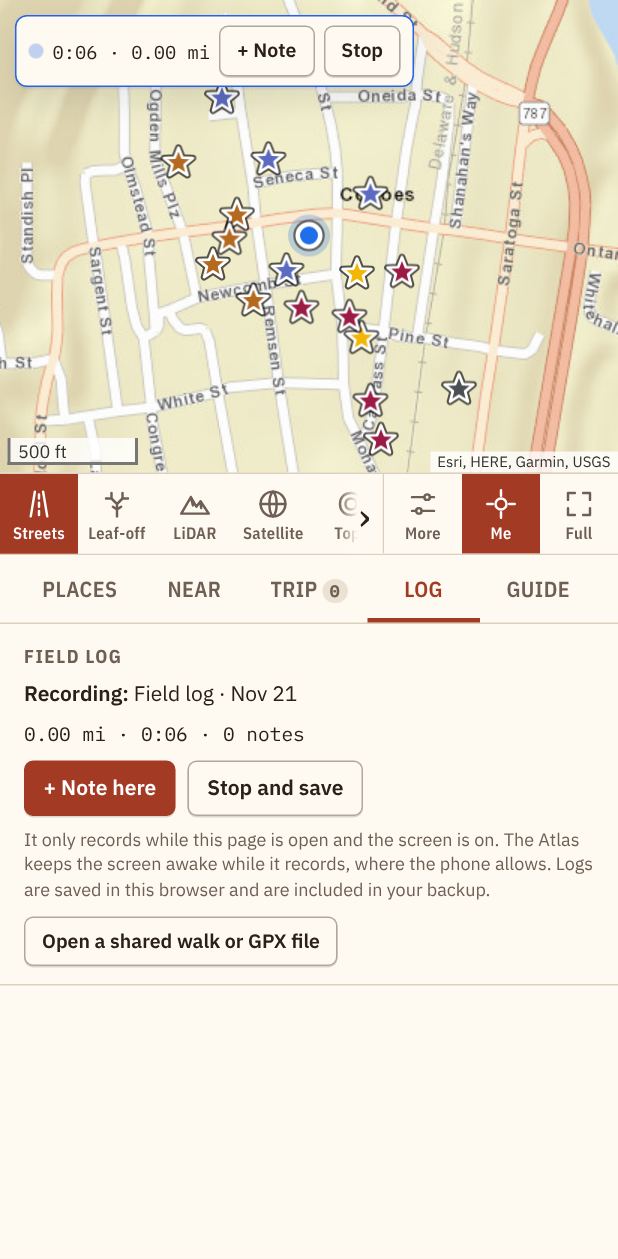 0:06 · 0.00 mi
+ Note
Stop
Ogden Mills Plz
St
Oneida St
Delaware & Hudson
Shanahan's Way
787
Seneca St
Standish Pl
Olmstead St
Saratoga St
Sargent St
Newcomb St
Remsen St
Pine St
h St
White St
500 ft
Esri, HERE, Garmin, USGS
Streets
Leaf-off
LiDAR
Satellite
More
Me
Full
PLACES
NEAR
TRIP 0
LOG
GUIDE
FIELD LOG
Recording: Field log · Nov 21
0.00 mi · 0:06 · 0 notes
+ Note here
Stop and save
It only records while this page is open and the screen is on. The Atlas
keeps the screen awake while it records, where the phone allows. Logs
are saved in this browser and are included in your backup.
Open a shared walk or GPX file